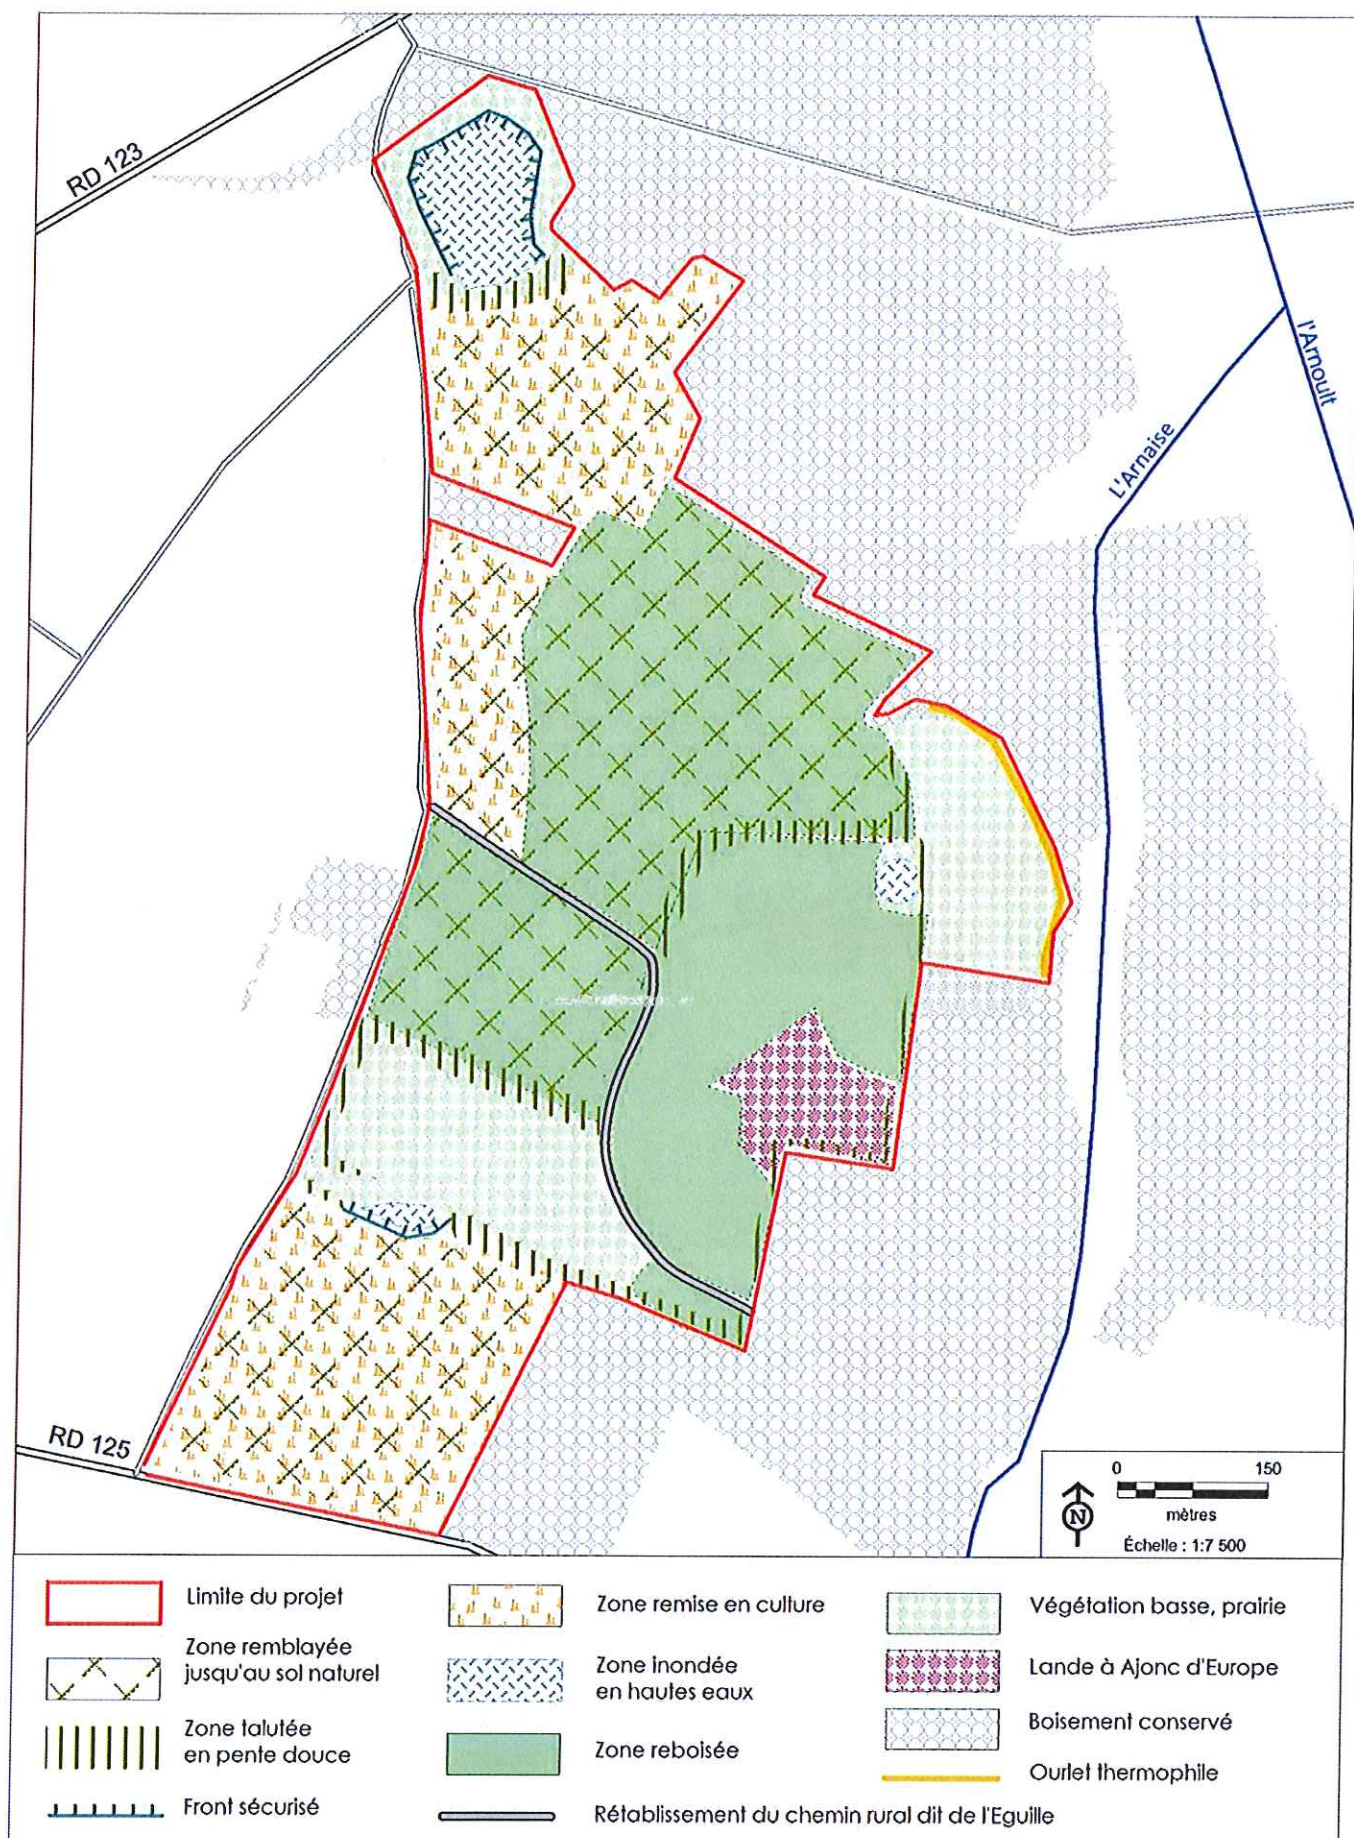 RD 123
l'Arnoult
L'Arnaise
RD 125
0 150
mètres
N
Échelle : 1:7 500
Limite du projet
Zone remblayée
jusqu'au sol naturel
Zone talutée
en pente douce
Front sécurisé
Zone remise en culture
Zone inondée
en hautes eaux
Zone reboisée
Rétablissement du chemin rural dit de l'Eguille
Végétation basse, prairie
Lande à Ajonc d'Europe
Boisement conservé
Ourlet thermophile